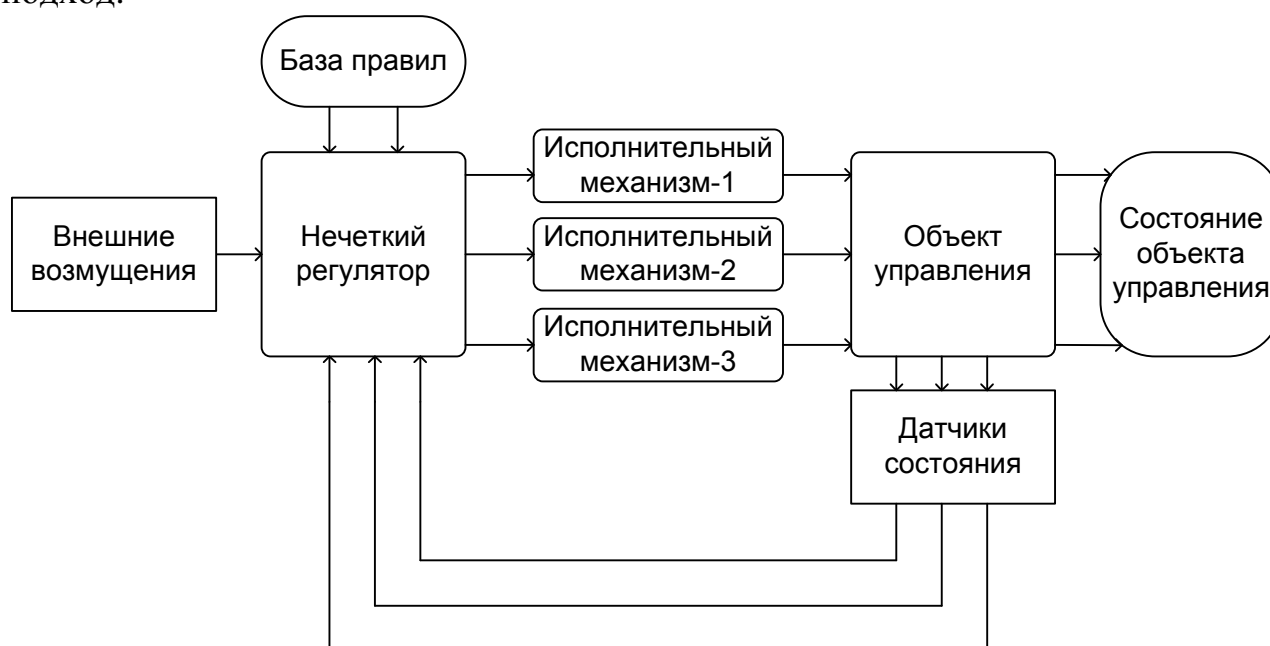 подход.
База правил
Исполнительный
механизм-1
Внешние
возмущения
Нечеткий
регулятор
Исполнительный
механизм-2
Объект
управления
Состояние
объекта
управления
Исполнительный
механизм-3
Датчики
состояния